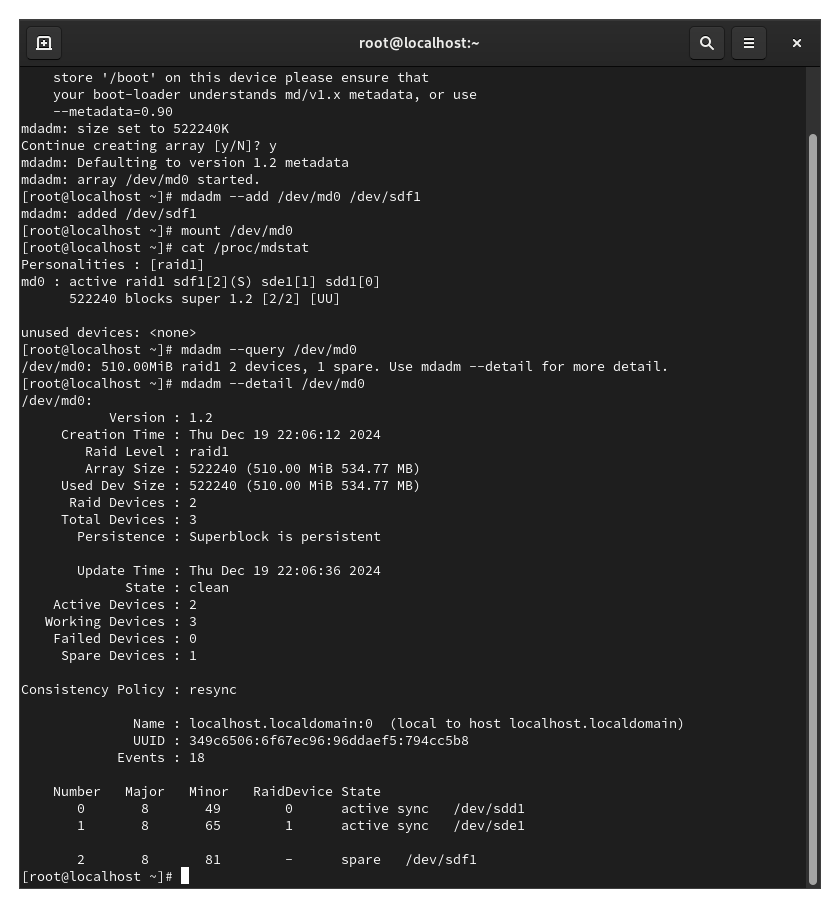 root@localhost:~
store '/boot' on this device please ensure that
your boot-loader understands md/v1.x metadata, or use
--metadata=0.90
mdadm: size set to 522240K
Continue creating array [y/N]? y
mdadm: Defaulting to version 1.2 metadata
mdadm: array /dev/md0 started.
[root@localhost ~]# mdadm --add /dev/md0 /dev/sdf1
mdadm: added /dev/sdf1
[root@localhost ~]# mount /dev/md0
[root@localhost ~]# cat /proc/mdstat
Personalities : [raid1]
md0 : active raid1 sdf1[2](S) sde1[1] sdd1[0]
      522240 blocks super 1.2 [2/2] [UU]
unused devices: <none>
[root@localhost ~]# mdadm --query /dev/md0
/dev/md0: 510.00MiB raid1 2 devices, 1 spare. Use mdadm --detail for more detail.
[root@localhost ~]# mdadm --detail /dev/md0
/dev/md0:
Version : 1.2
Creation Time : Thu Dec 19 22:06:12 2024
Raid Level : raid1
Array Size : 522240 (510.00 MiB 534.77 MB)
Used Dev Size : 522240 (510.00 MiB 534.77 MB)
Raid Devices : 2
Total Devices : 3
Persistence : Superblock is persistent
Update Time : Thu Dec 19 22:06:36 2024
State : clean
Active Devices : 2
Working Devices : 3
Failed Devices : 0
Spare Devices : 1
Consistency Policy : resync
Name : localhost.localdomain:0  (local to host localhost.localdomain)
UUID : 349c6506:6f67ec96:96ddaef5:794cc5b8
Events : 18
Number   Major   Minor   RaidDevice State
0       8       49        0      active sync   /dev/sdd1
1       8       65        1      active sync   /dev/sde1
2       8       81        -      spare   /dev/sdf1
[root@localhost ~]#